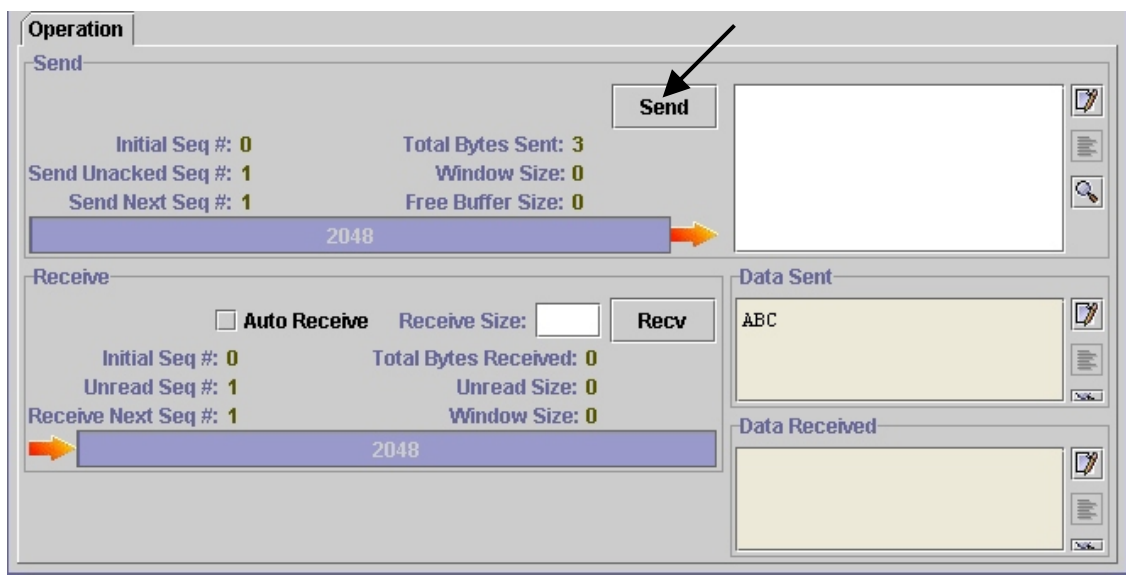 Operation
Send
Send
Initial Seq #: 0
Total Bytes Sent: 3
Send Unacked Seq #: 1
Window Size: 0
Send Next Seq #: 1
Free Buffer Size: 0
2048
Receive
Auto Receive
Receive Size:
Recv
Initial Seq #: 0
Total Bytes Received: 0
Unread Seq #: 1
Unread Size: 0
Receive Next Seq #: 1
Window Size: 0
2048
Data Sent
ABC
Data Received